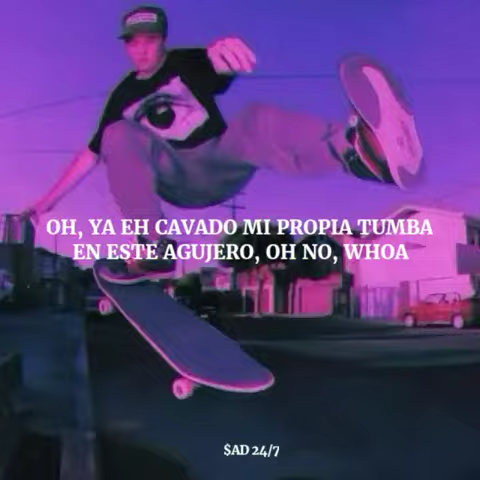 OH, YA EH CAVADO MI PROPIA TUMBA
EN ESTE AGUJERO, OH NO, WHOA
$AD 24/7